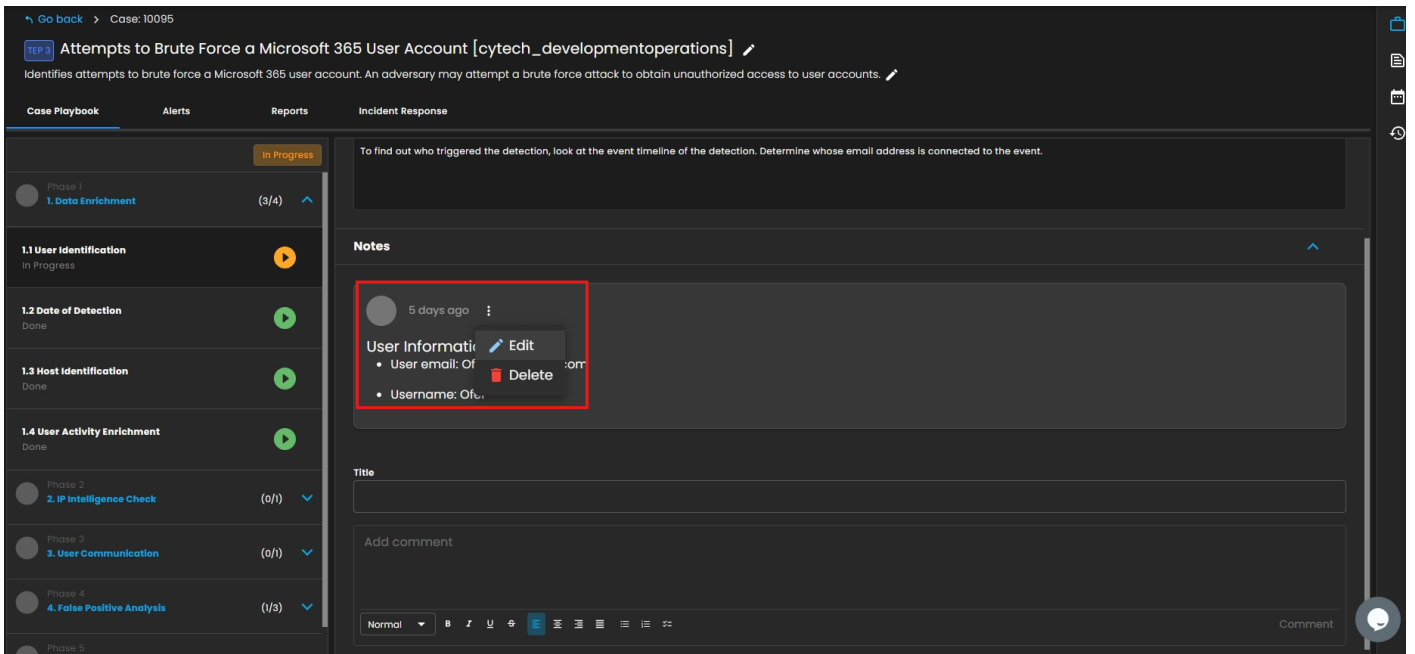 Go back > Case: 10095
TEP 3 Attempts to Brute Force a Microsoft 365 User Account [cytech_developmentoperations]
Identifies attempts to brute force a Microsoft 365 user account. An adversary may attempt a brute force attack to obtain unauthorized access to user accounts.
Case Playbook Alerts Reports Incident Response
In Progress
Phase 1
1. Data Enrichment (3/4)
1.1 User Identification
In Progress
1.2 Date of Detection
Done
1.3 Host Identification
Done
1.4 User Activity Enrichment
Done
Phase 2
2. IP Intelligence Check (0/1)
Phase 3
3. User Communication (0/1)
Phase 4
4. False Positive Analysis (1/3)
Phase 5
To find out who triggered the detection, look at the event timeline of the detection. Determine whose email address is connected to the event.
Notes
5 days ago
User Informati
Edit
• User email: Of com
Delete
• Username:
Title
Add comment
Normal B I U S
Comment